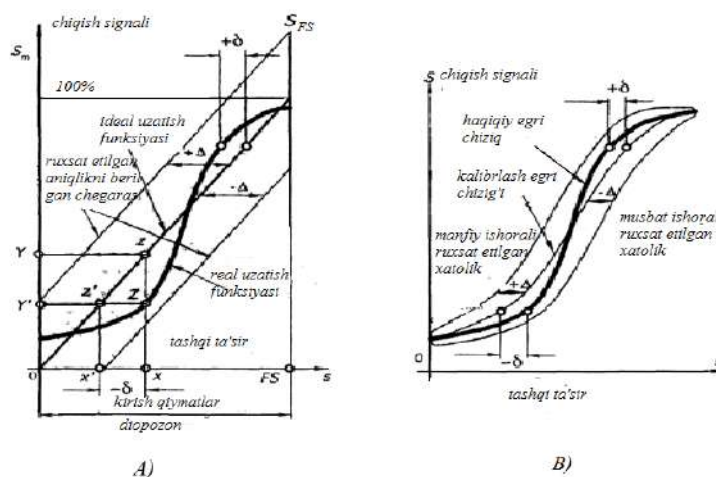 chiqish signali
S_FS
+δ
S_m
100%
ideal uzatish
funksiyasi
ruxsat etilgan
aniqlikni beril
gan chegarasi
+Δ
-Δ
Y
z
Y'
z'
Z
real uzatish
funksiyasi
tashqi ta'sir
0
x'
x
FS
s
-δ
kirish qiymatlar
diopozon
A)
S
chiqish signali
+δ
haqiqiy egri
chiziq
kalibrlash egri
chizig'i
-Δ
manfiy ishorali
ruxsat etilgan
xatolik
musbat ishorali
ruxsat etilgan
xatolik
+Δ
0
-δ
tashqi ta'sir
B)